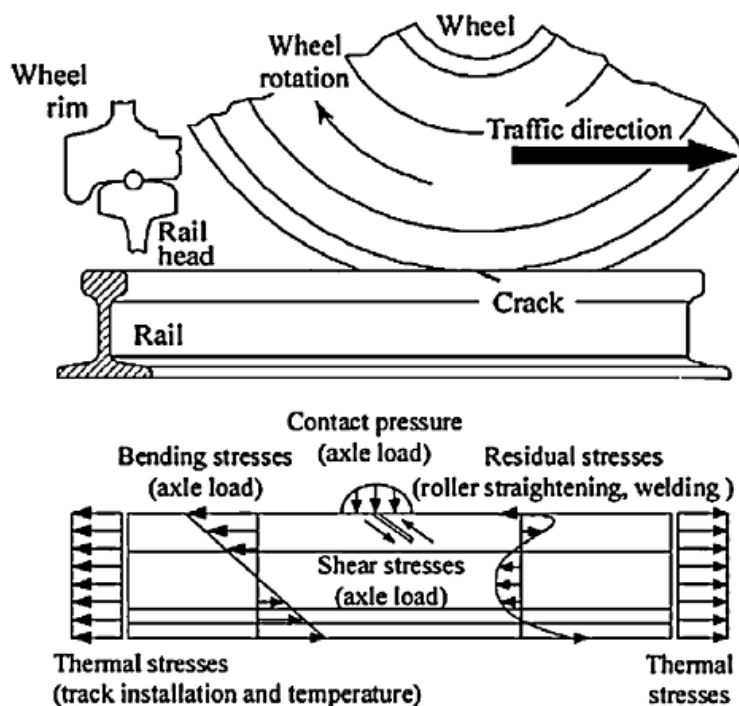 Wheel
Wheel
rotation
Wheel
rim
Traffic direction
Rail
head
Crack
Rail
Contact pressure
(axle load)
Bending stresses
(axle load)
Residual stresses
(roller straightening, welding )
Shear stresses
(axle load)
Thermal stresses
(track installation and temperature)
Thermal
stresses